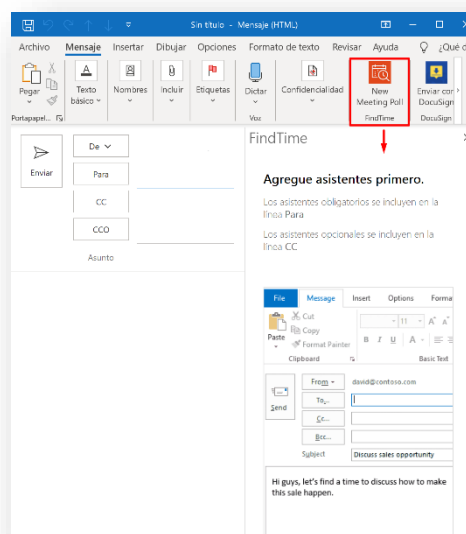 Sin título - Mensaje (HTML)
Archivo Mensaje Insertar Dibujar Opciones Formato de texto Revisar Ayuda ¿Qué d
Pegar
Texto básico
Nombres
Incluir
Etiquetas
Dictar
Confidencialidad
New Meeting Poll
Enviar con DocuSign
Portapapel...
Voz
FindTime
DocuSign
FindTime
Enviar
De
Para
CC
CCO
Asunto
Agregue asistentes primero.
Los asistentes obligatorios se incluyen en la
línea Para
Los asistentes opcionales se incluyen en la
línea CC
File Message Insert Options Forma
Paste
Cut
Copy
Format Painter
11 A A
B I U A
Clipboard
Basic Text
Send
From
david@contoso.com
To...
Cc...
Bcc...
Subject
Discuss sales opportunity
Hi guys, let's find a time to discuss how to make
this sale happen.